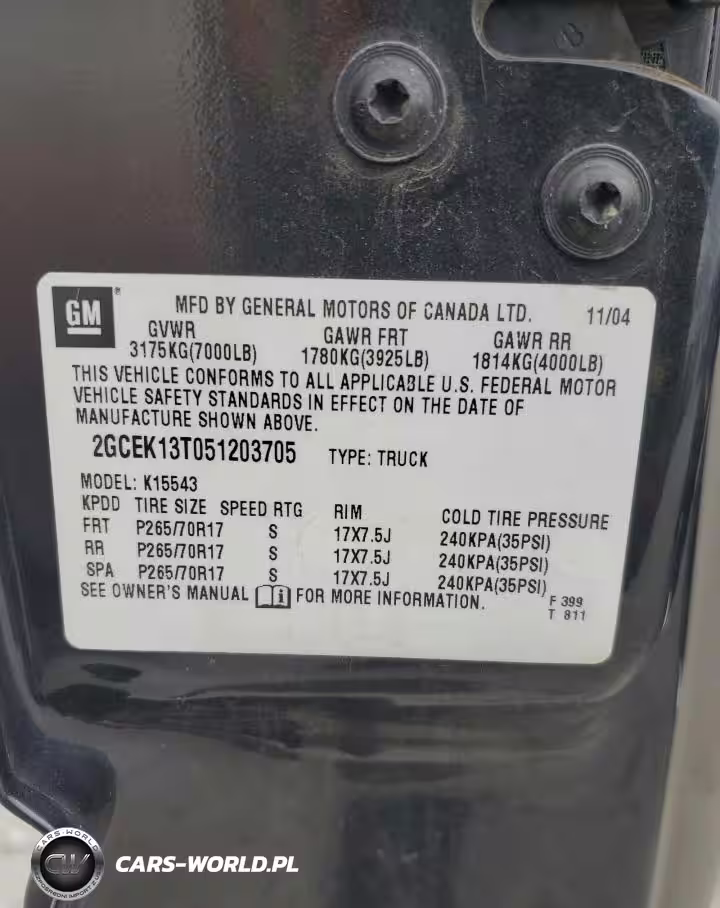 GM ® MFD BY GENERAL MOTORS OF CANADA LTD. 11/04
GVWR GAWR FRT GAWR RR
3175KG(7000LB) 1780KG(3925LB) 1814KG(4000LB)
THIS VEHICLE CONFORMS TO ALL APPLICABLE U.S. FEDERAL MOTOR
VEHICLE SAFETY STANDARDS IN EFFECT ON THE DATE OF
MANUFACTURE SHOWN ABOVE.
2GCEK13T051203705 TYPE: TRUCK
MODEL: K15543
KPDD TIRE SIZE SPEED RTG RIM COLD TIRE PRESSURE
FRT P265/70R17 S 17X7.5J 240KPA(35PSI)
RR P265/70R17 S 17X7.5J 240KPA(35PSI)
SPA P265/70R17 S 17X7.5J 240KPA(35PSI)
SEE OWNER'S MANUAL FOR MORE INFORMATION. F 399
T 811
CARS-WORLD
CW
CARS-WORLD.PL